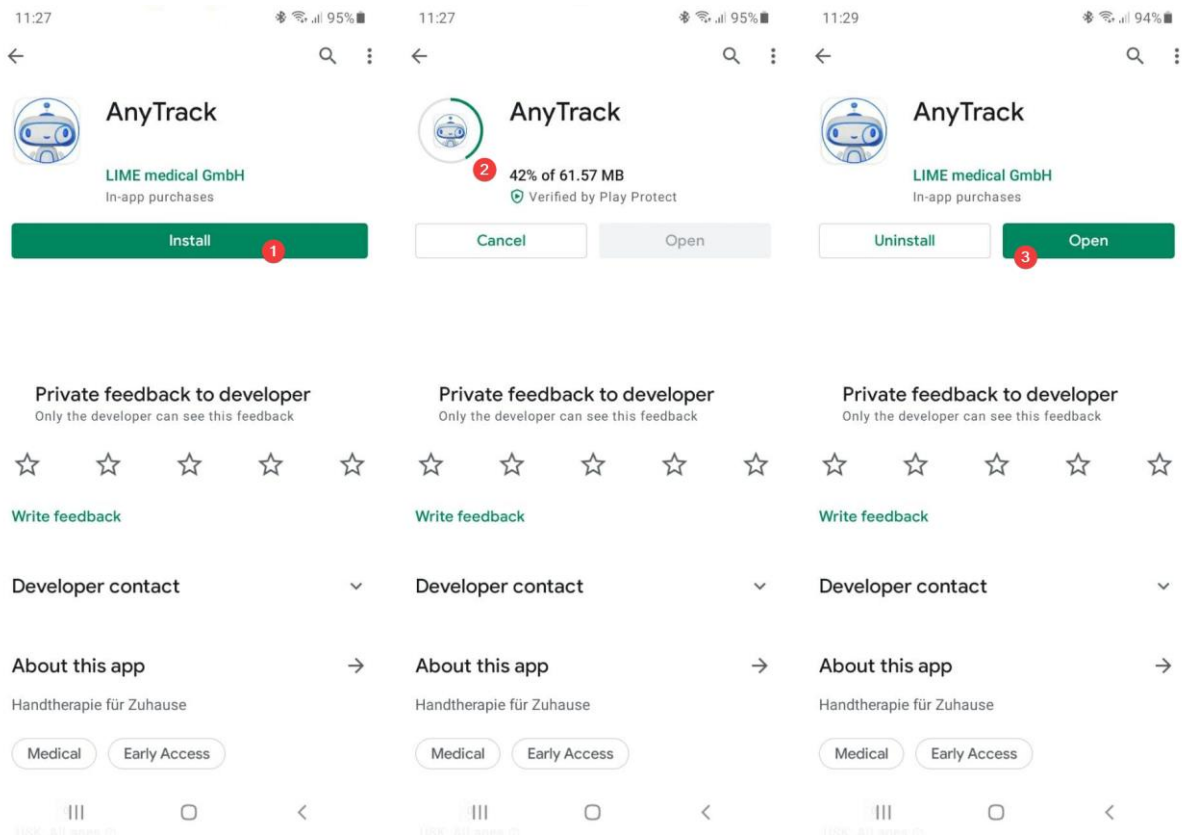 11:27
95%
AnyTrack
LIME medical GmbH
In-app purchases
Install
1
Private feedback to developer
Only the developer can see this feedback
Write feedback
Developer contact
About this app
Handtherapie für Zuhause
Medical
Early Access
11:27
95%
AnyTrack
2
42% of 61.57 MB
Verified by Play Protect
Cancel
Open
Private feedback to developer
Only the developer can see this feedback
Write feedback
Developer contact
About this app
Handtherapie für Zuhause
Medical
Early Access
11:29
94%
AnyTrack
LIME medical GmbH
In-app purchases
Uninstall
Open
3
Private feedback to developer
Only the developer can see this feedback
Write feedback
Developer contact
About this app
Handtherapie für Zuhause
Medical
Early Access